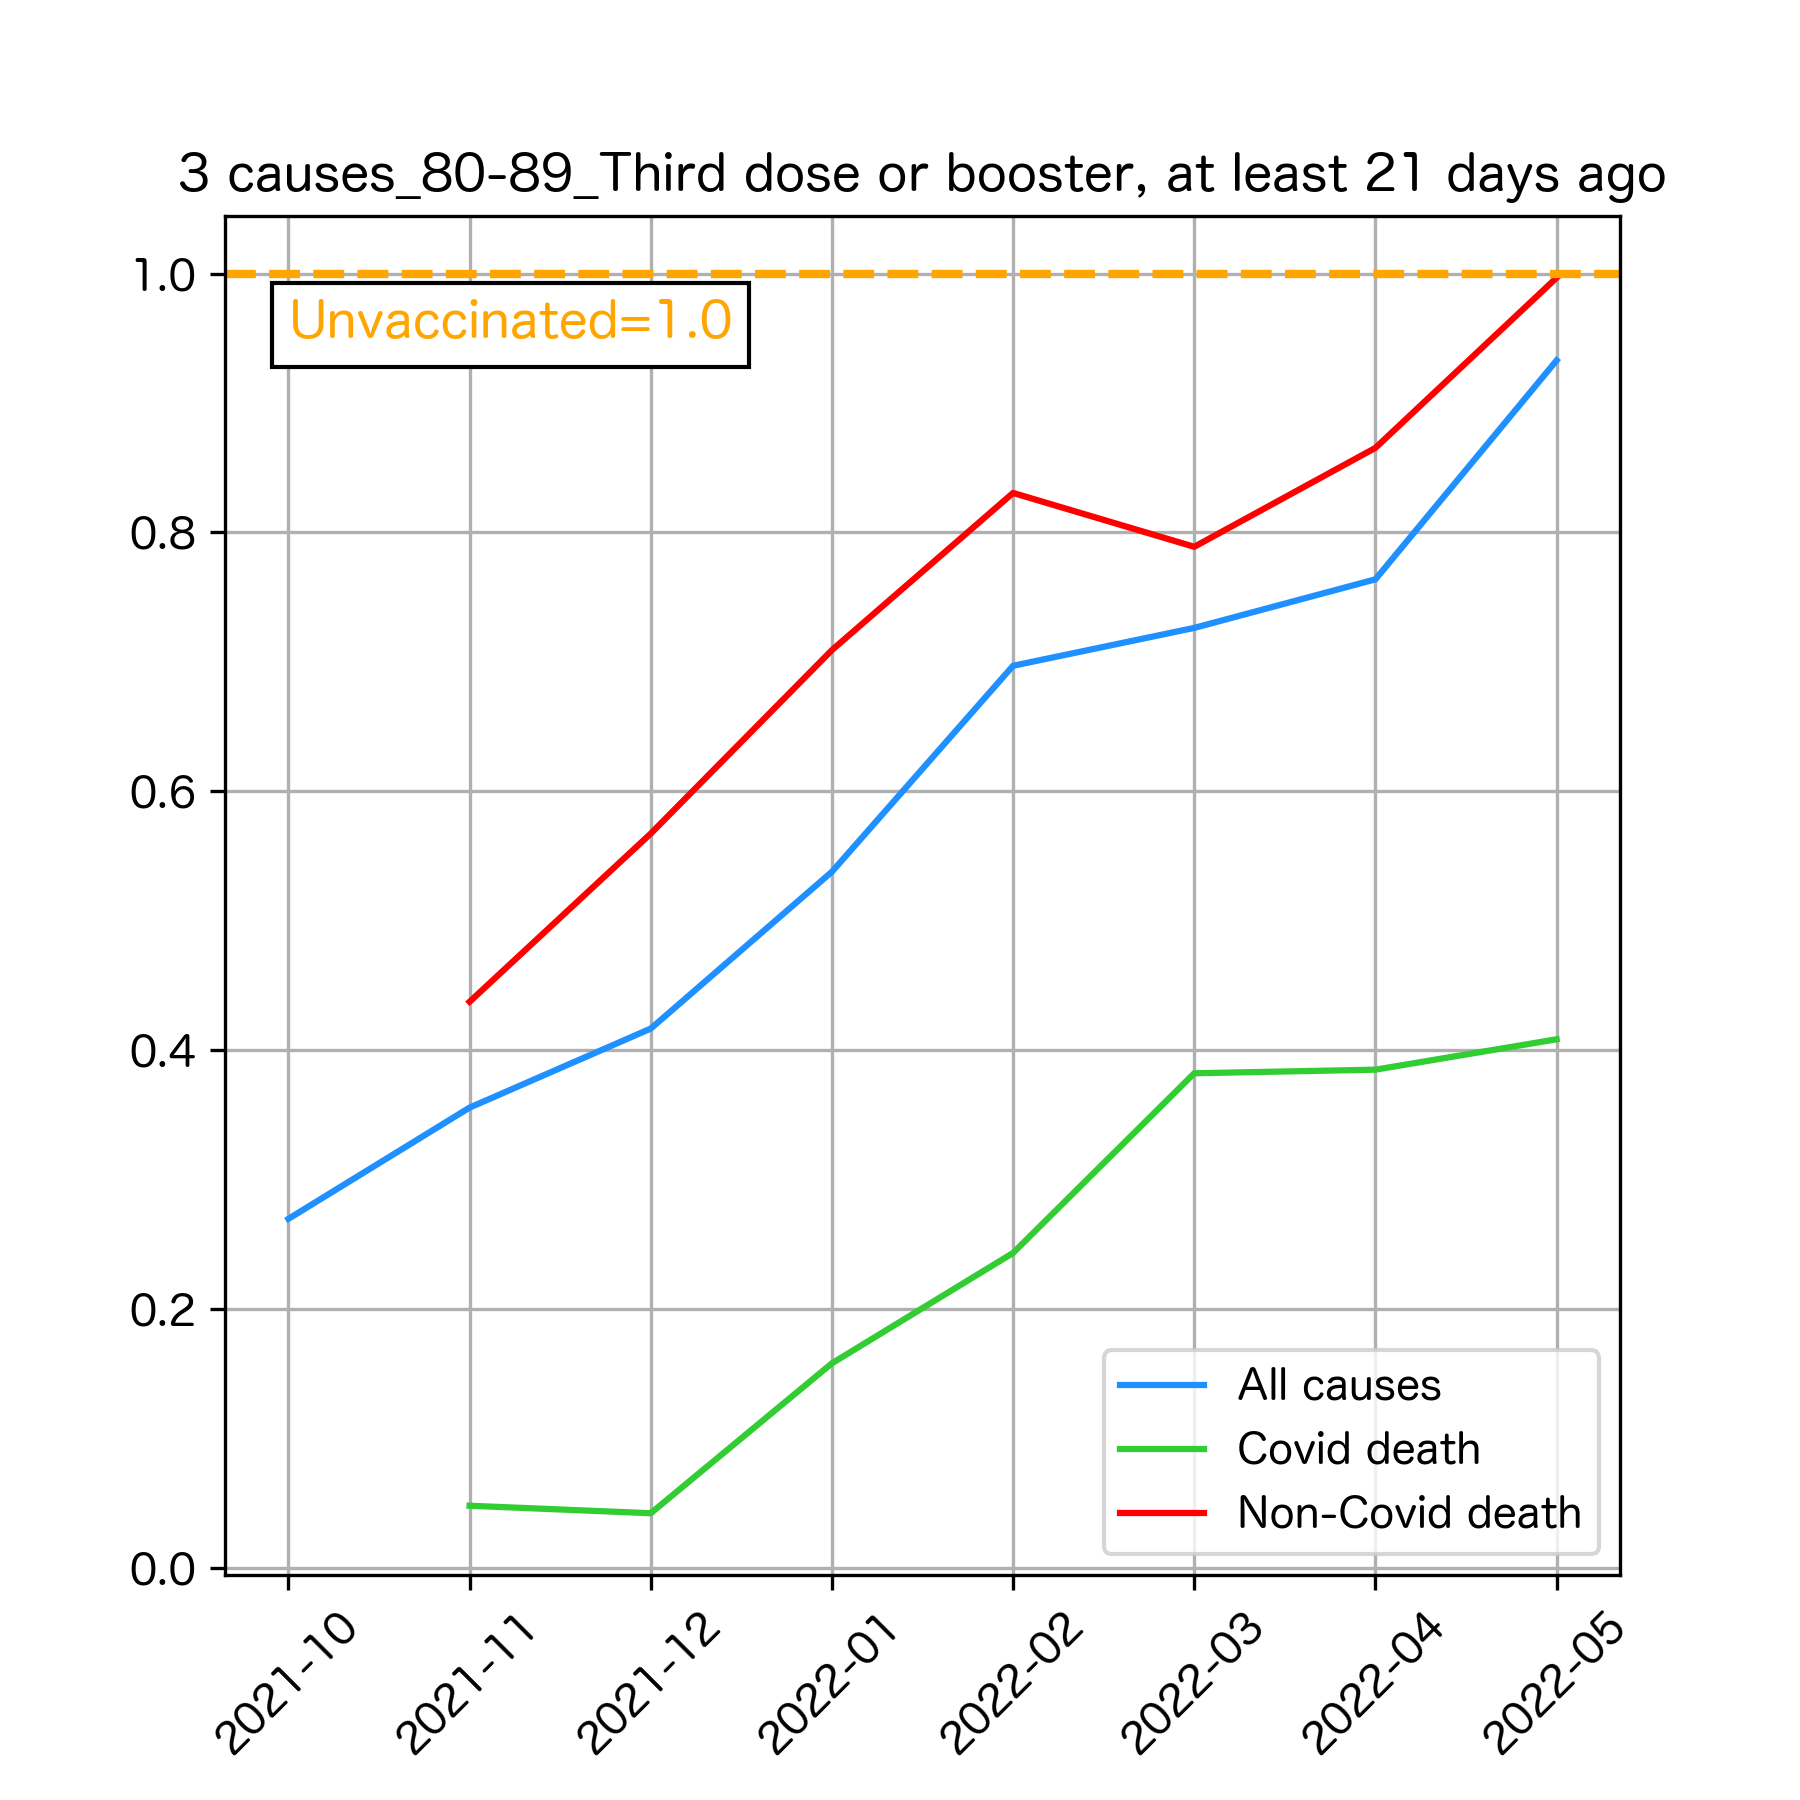 3 causes_80-89_Third dose or booster, at least 21 days ago
1.0
Unvaccinated=1.0
0.8
0.6
0.4
0.2
0.0
All causes
Covid death
Non-Covid death
2021-10
2021-11
2021-12
2022-01
2022-02
2022-03
2022-04
2022-05